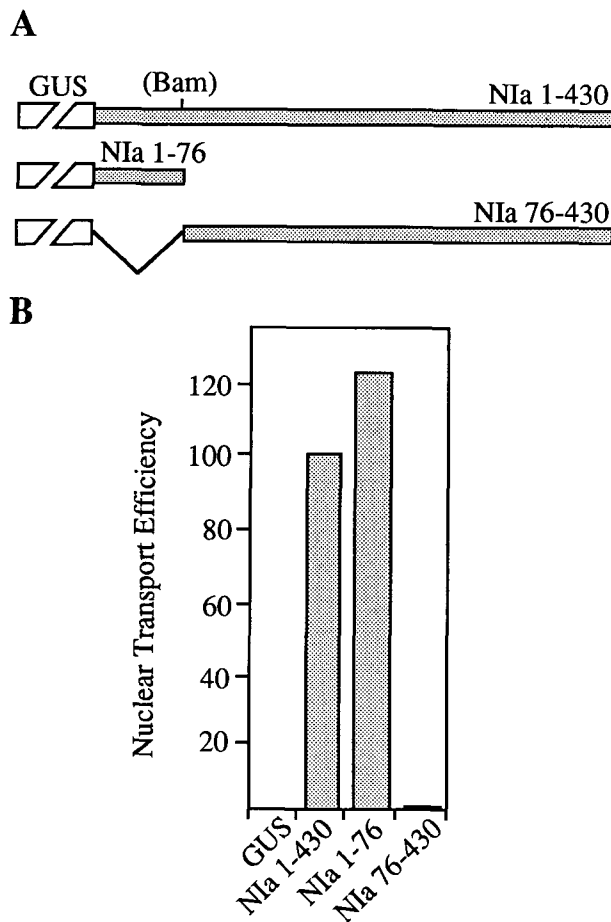 A
GUS
(Bam)
NIa 1-430
NIa 1-76
NIa 76-430
B
Nuclear Transport Efficiency
120
100
80
60
40
20
GUS
NIa 1-430
NIa 1-76
NIa 76-430